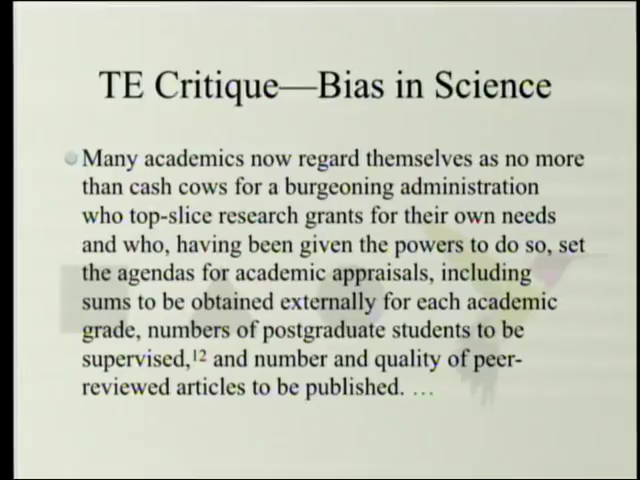 TE Critique—Bias in Science
Many academics now regard themselves as no more
than cash cows for a burgeoning administration
who top-slice research grants for their own needs
and who, having been given the powers to do so, set
the agendas for academic appraisals, including
sums to be obtained externally for each academic
grade, numbers of postgraduate students to be
supervised,12 and number and quality of peer-
reviewed articles to be published. …